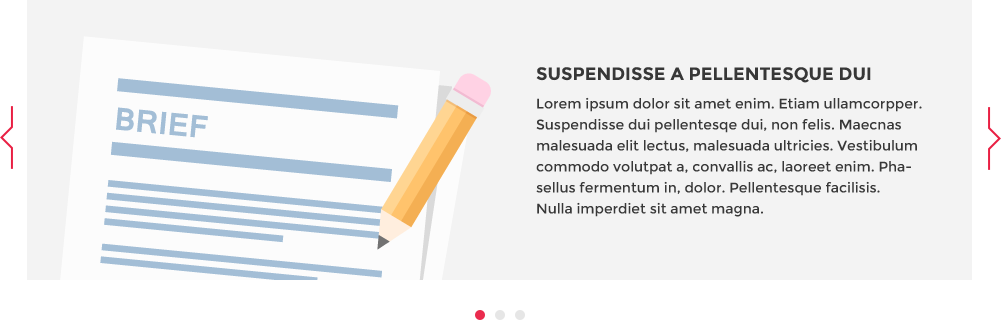 BRIEF
SUSPENDISSE A PELLENTESQUE DUI
Lorem ipsum dolor sit amet enim. Etiam ullamcorpper.
Suspendisse dui pellentesqe dui, non felis. Maecnas
malesuada elit lectus, malesuada ultricies. Vestibulum
commodo volutpat a, convallis ac, laoreet enim. Pha-
sellus fermentum in, dolor. Pellentesque facilisis.
Nulla imperdiet sit amet magna.